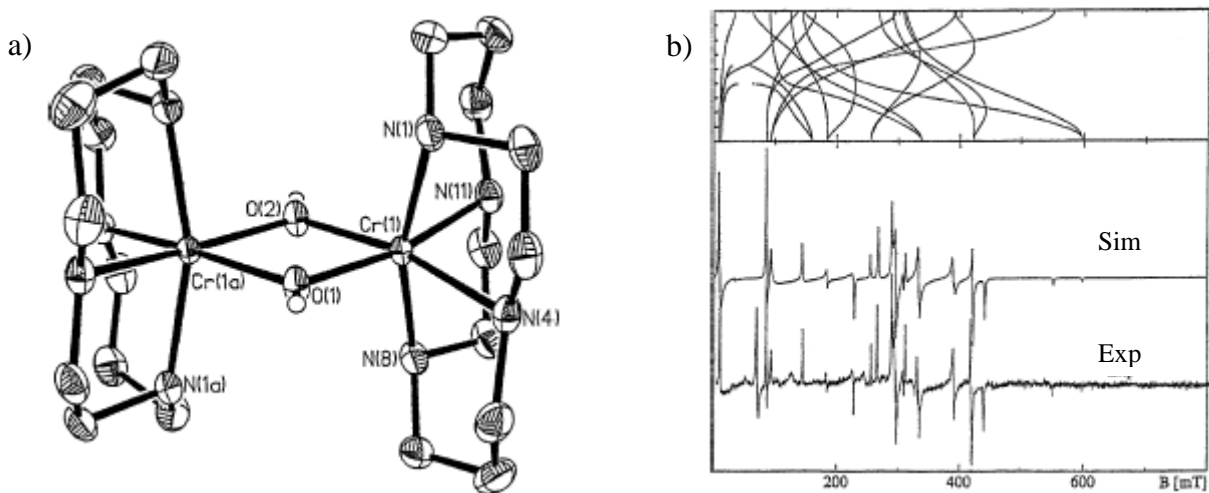 a)
N(1)
N(11)
O(2)
Cr(1)
Cr(1a)
O(1)
N(4)
N(8)
N(1a)
b)
Sim
Exp
200
400
600
B [mT]